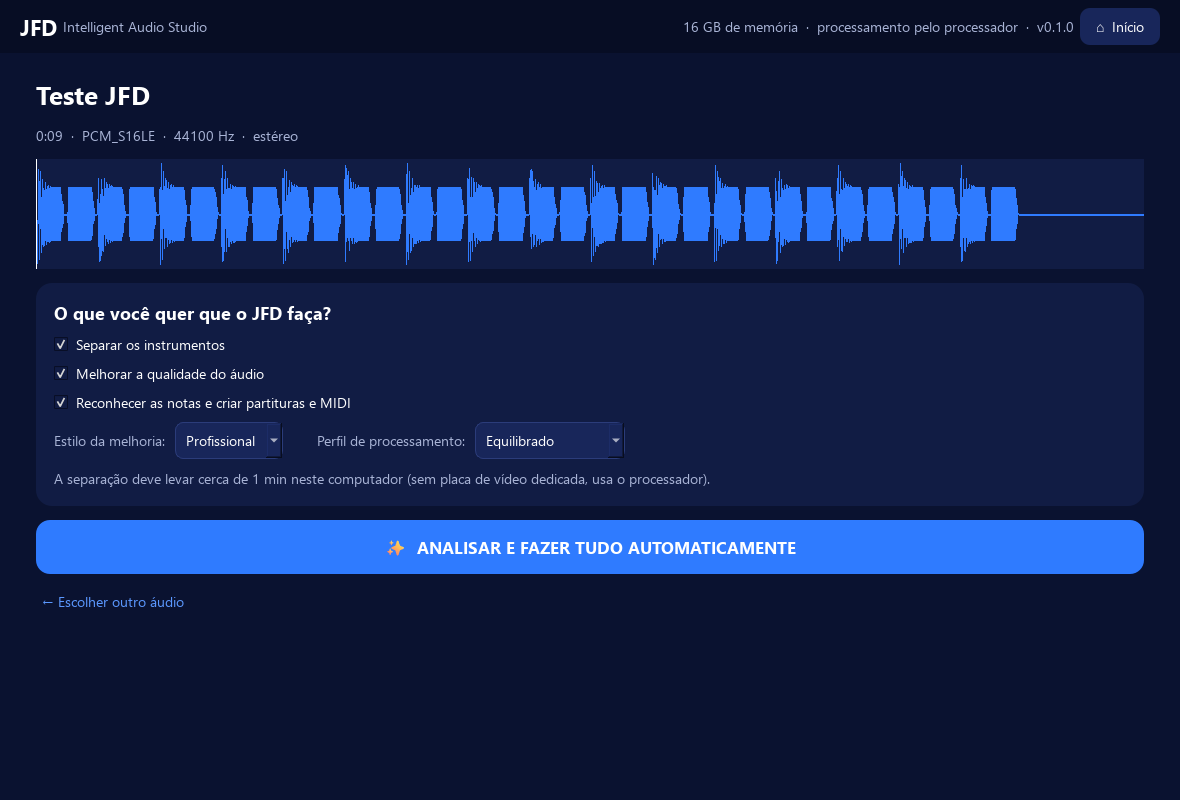 JFD Intelligent Audio Studio
16 GB de memória · processamento pelo processador · v0.1.0
⌂ Início
Teste JFD
0:09 · PCM_S16LE · 44100 Hz · estéreo
O que você quer que o JFD faça?
Separar os instrumentos
Melhorar a qualidade do áudio
Reconhecer as notas e criar partituras e MIDI
Estilo da melhoria: Profissional Perfil de processamento: Equilibrado
A separação deve levar cerca de 1 min neste computador (sem placa de vídeo dedicada, usa o processador).
✨ ANALISAR E FAZER TUDO AUTOMATICAMENTE
← Escolher outro áudio